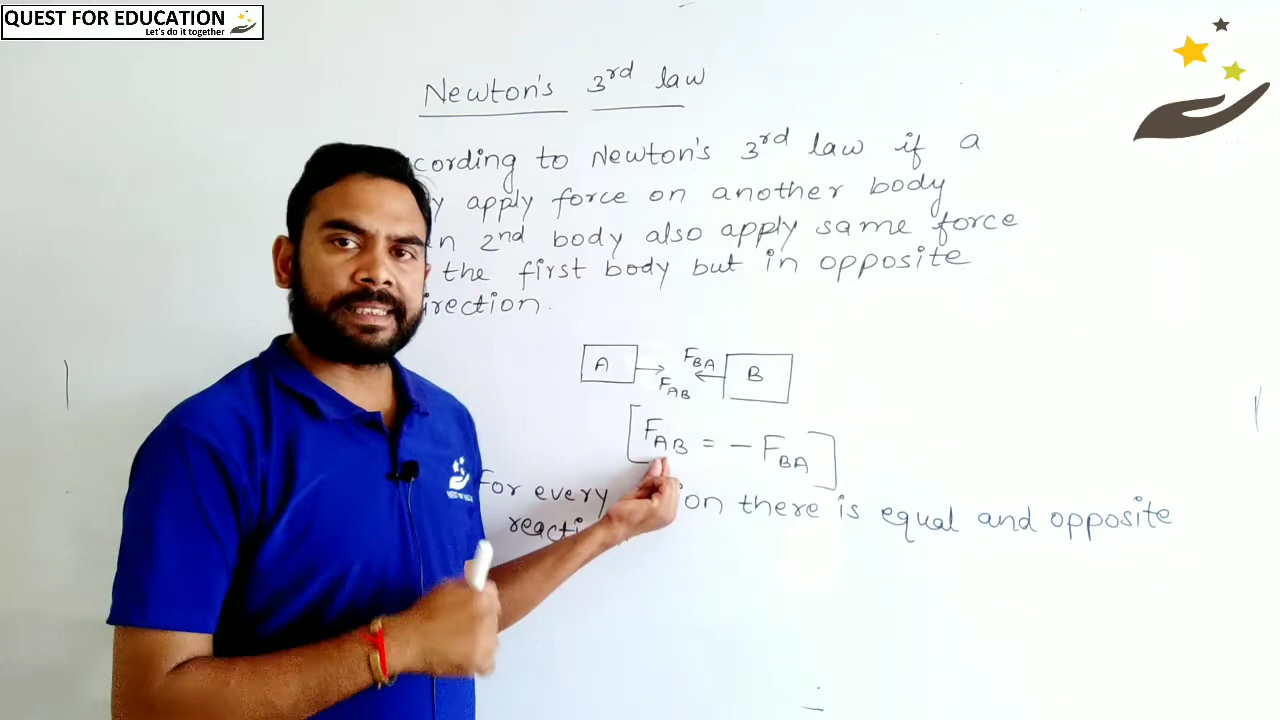 QUEST FOR EDUCATION
Let's do it together
Newton's 3rd law
cording to Newton's 3rd law if a
y apply force on another body
n 2nd body also apply same force
the first body but in opposite
irection.
A
B
FBA
FAB
[FAB = - FBA]
For every ion there is equal and opposite
reacti